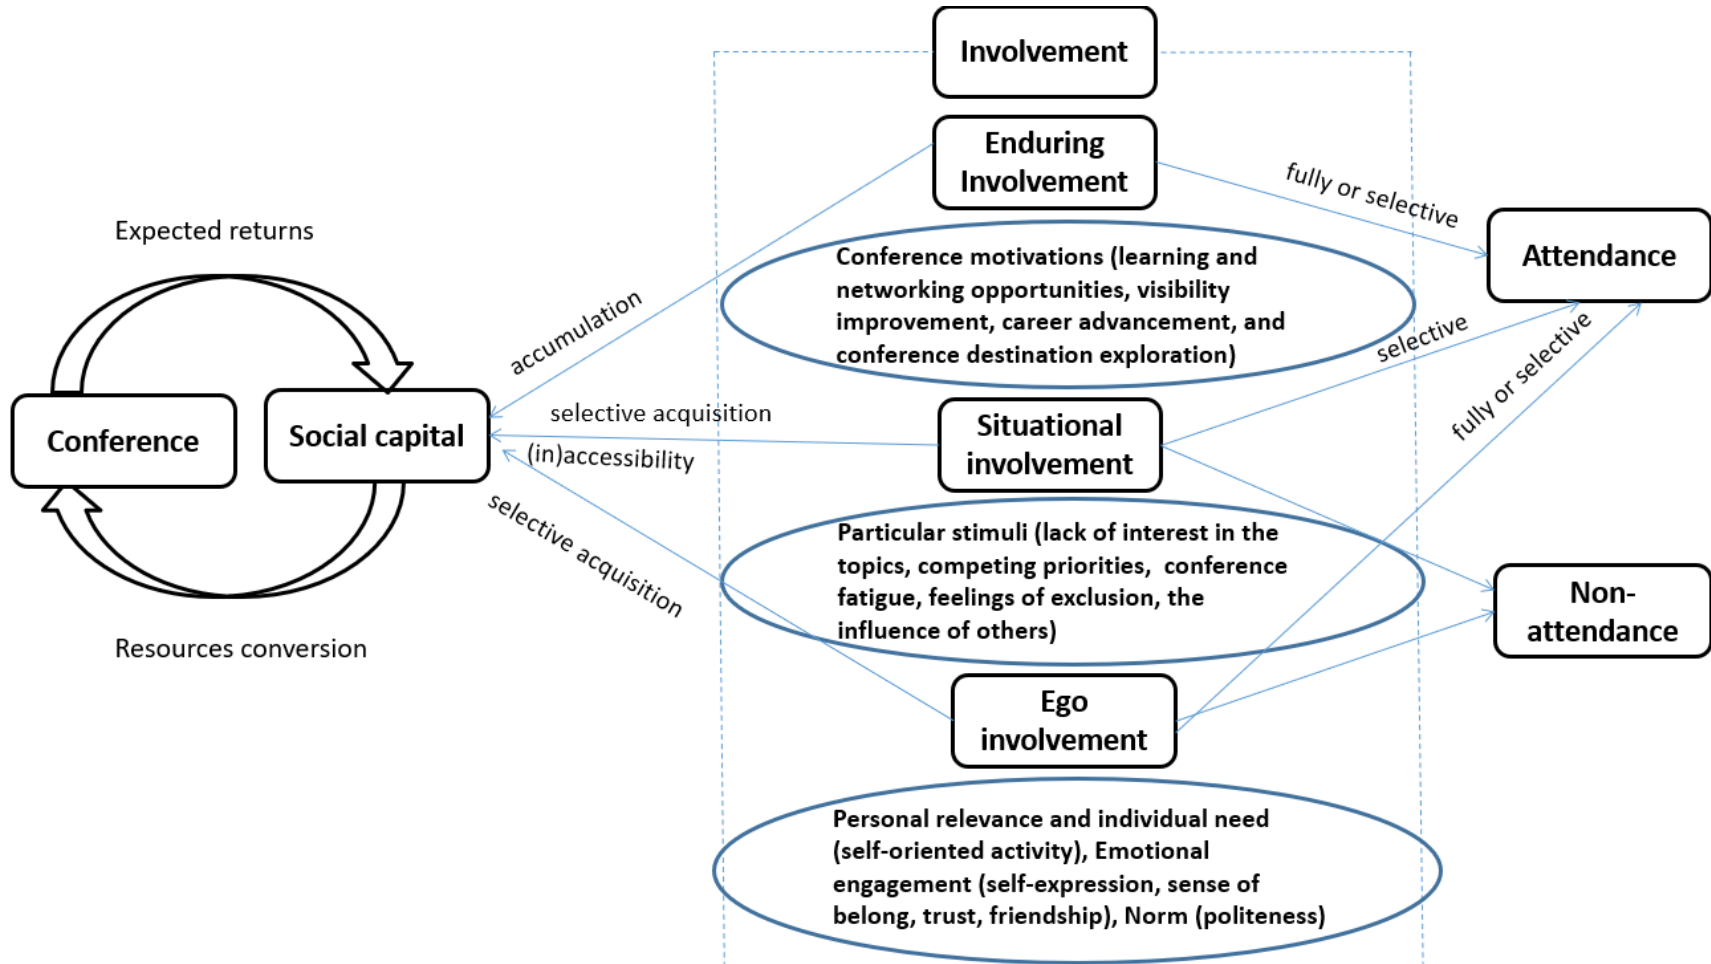 Involvement
Enduring
Involvement
fully or selective
Expected returns
Attendance
Conference motivations (learning and
networking opportunities, visibility
improvement, career advancement, and
conference destination exploration)
accumulation
selective
fully or selective
selective acquisition
Conference
Social capital
Situational
involvement
(in)accessibility
selective acquisition
Particular stimuli (lack of interest in the
topics, competing priorities, conference
fatigue, feelings of exclusion, the
influence of others)
Non-
attendance
Resources conversion
Ego
involvement
Personal relevance and individual need
(self-oriented activity), Emotional
engagement (self-expression, sense of
belong, trust, friendship), Norm (politeness)